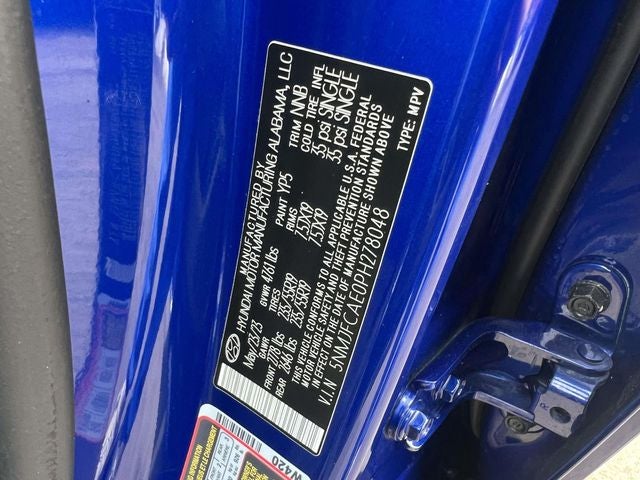 MANUFACTURED BY
HYUNDAI MOTOR MANUFACTURING ALABAMA, LLC
May/23/23 GVWR 4761 lbs PAINT YP5 TRIM NNB
GAWR TIRES RIMS COLD TIRE INFL
FRONT 2778 lbs 235/55R19 7.5JX19 35 psi SINGLE
REAR 2646 lbs 235/55R19 7.5JX19 35 psi SINGLE
THIS VEHICLE CONFORMS TO ALL APPLICABLE U.S.A. FEDERAL
MOTOR VEHICLE SAFETY AND THEFT PREVENTION STANDARDS
IN EFFECT ON THE DATE OF MANUFACTURE SHOWN ABOVE
V.I.N 5NMJFCAE0PH278048 TYPE: MPV
W420